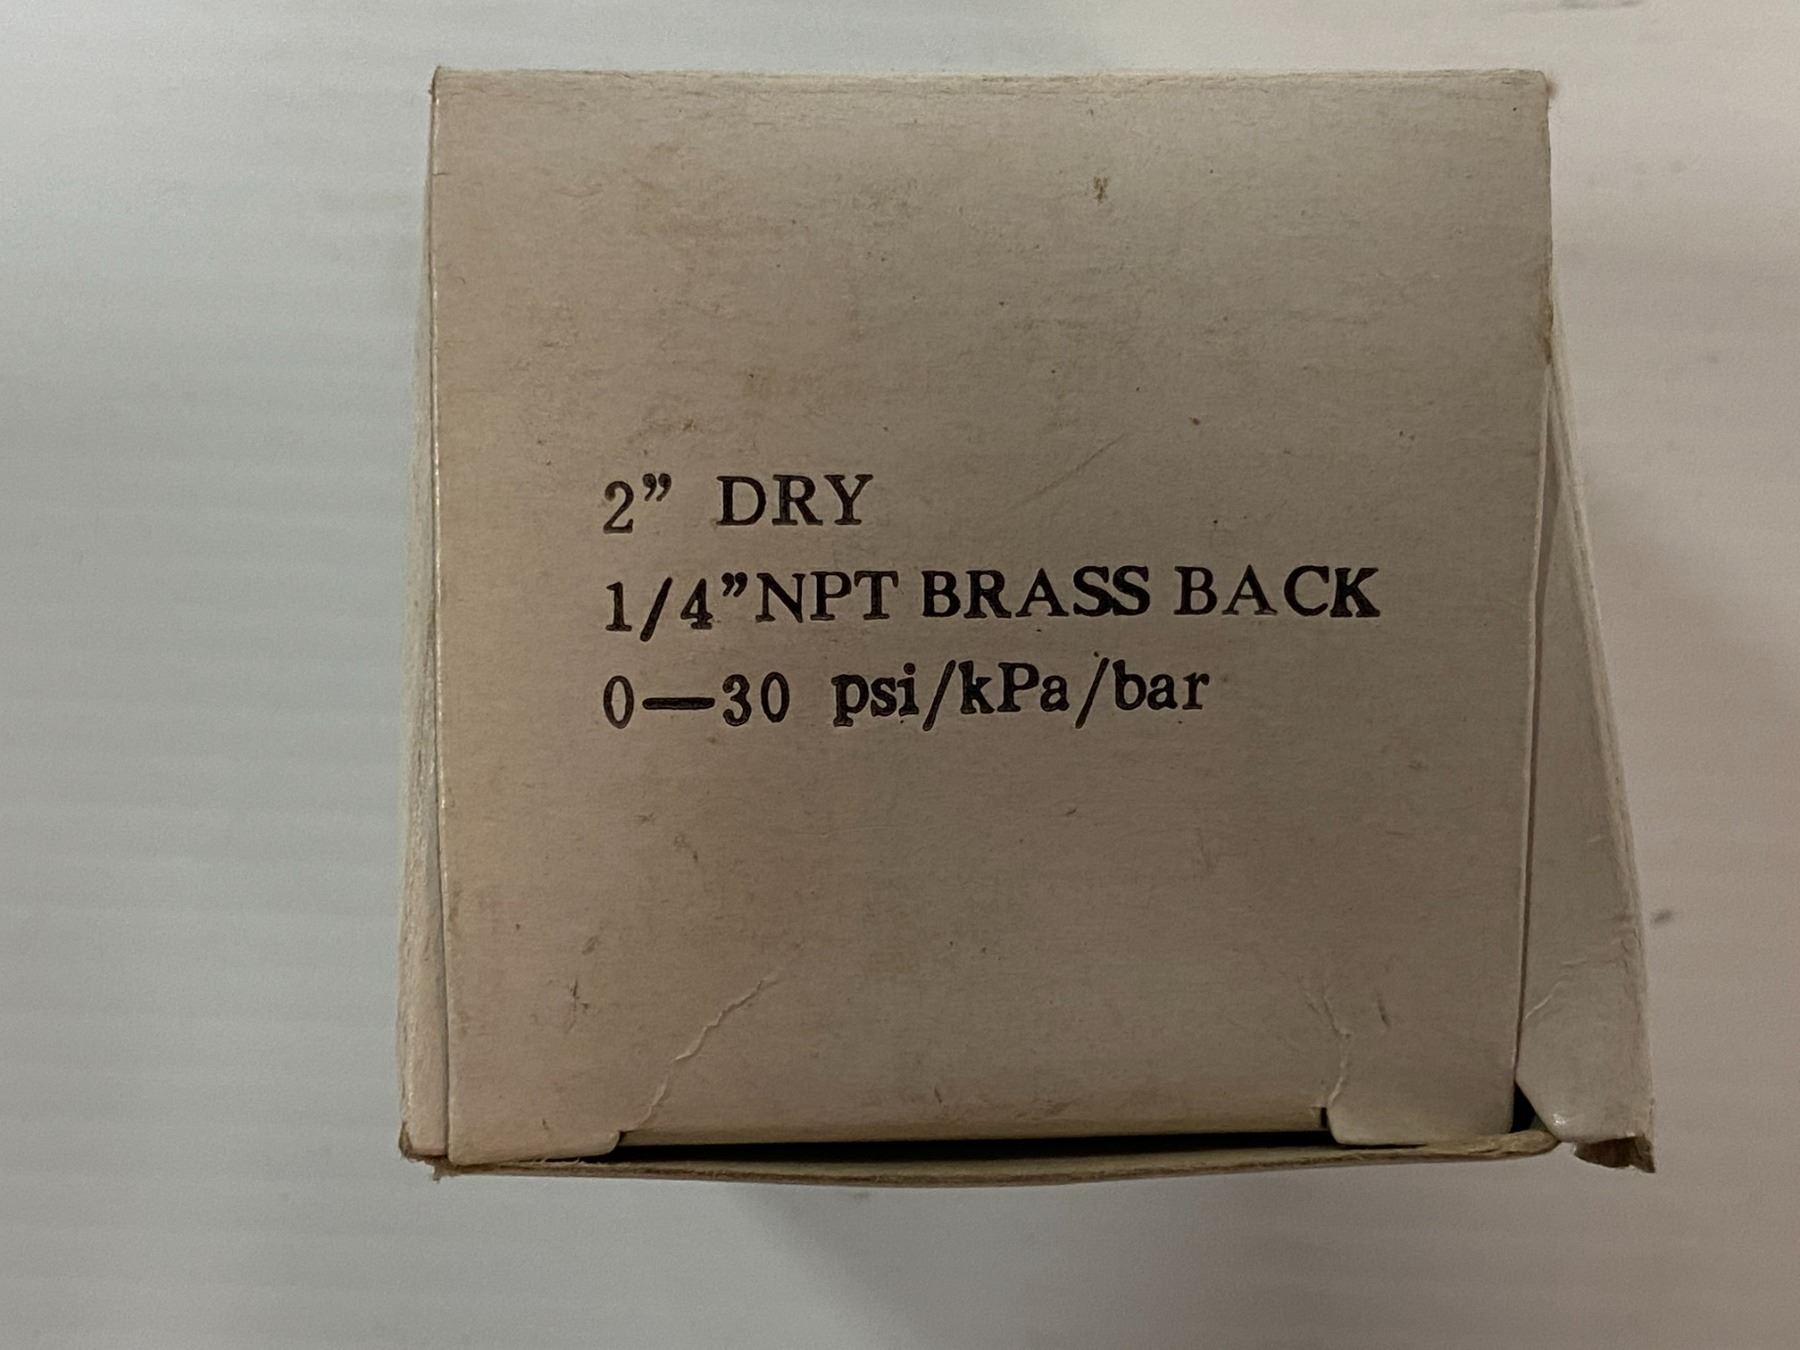 2” DRY
1/4”NPT BRASS BACK
0—30 psi/kPa/bar